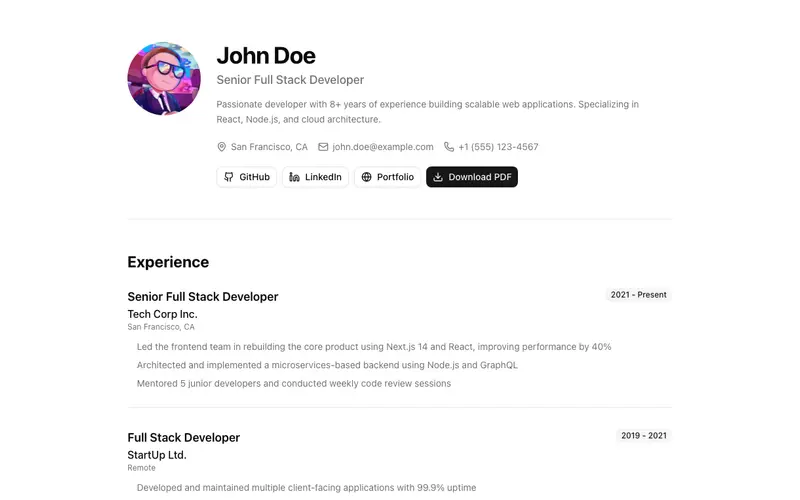 John Doe
Senior Full Stack Developer
Passionate developer with 8+ years of experience building scalable web applications. Specializing in
React, Node.js, and cloud architecture.
San Francisco, CA john.doe@example.com +1 (555) 123-4567
GitHub LinkedIn Portfolio Download PDF
Experience
Senior Full Stack Developer 2021 - Present
Tech Corp Inc.
San Francisco, CA
Led the frontend team in rebuilding the core product using Next.js 14 and React, improving performance by 40%
Architected and implemented a microservices-based backend using Node.js and GraphQL
Mentored 5 junior developers and conducted weekly code review sessions
Full Stack Developer 2019 - 2021
StartUp Ltd.
Remote
Developed and maintained multiple client-facing applications with 99.9% uptime